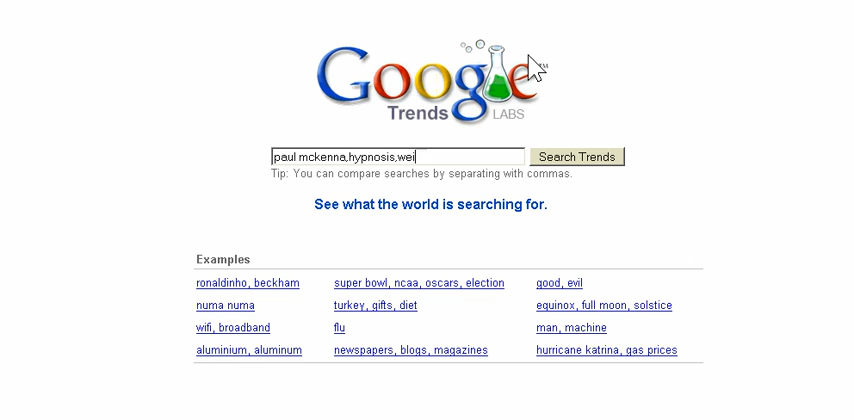 Google™
Trends LABS
paul mckenna,hypnosis,wei Search Trends
Tip: You can compare searches by separating with commas.
See what the world is searching for.
Examples
ronaldinho, beckham super bowl, ncaa, oscars, election good, evil
numa numa turkey, gifts, diet equinox, full moon, solstice
wifi, broadband flu man, machine
aluminium, aluminum newspapers, blogs, magazines hurricane katrina, gas prices